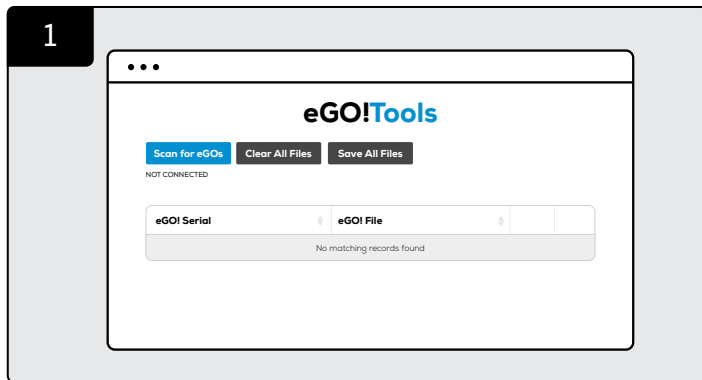 1
eGO!Tools
Scan for eGOs Clear All Files Save All Files
NOT CONNECTED
eGO! Serial eGO! File
No matching records found